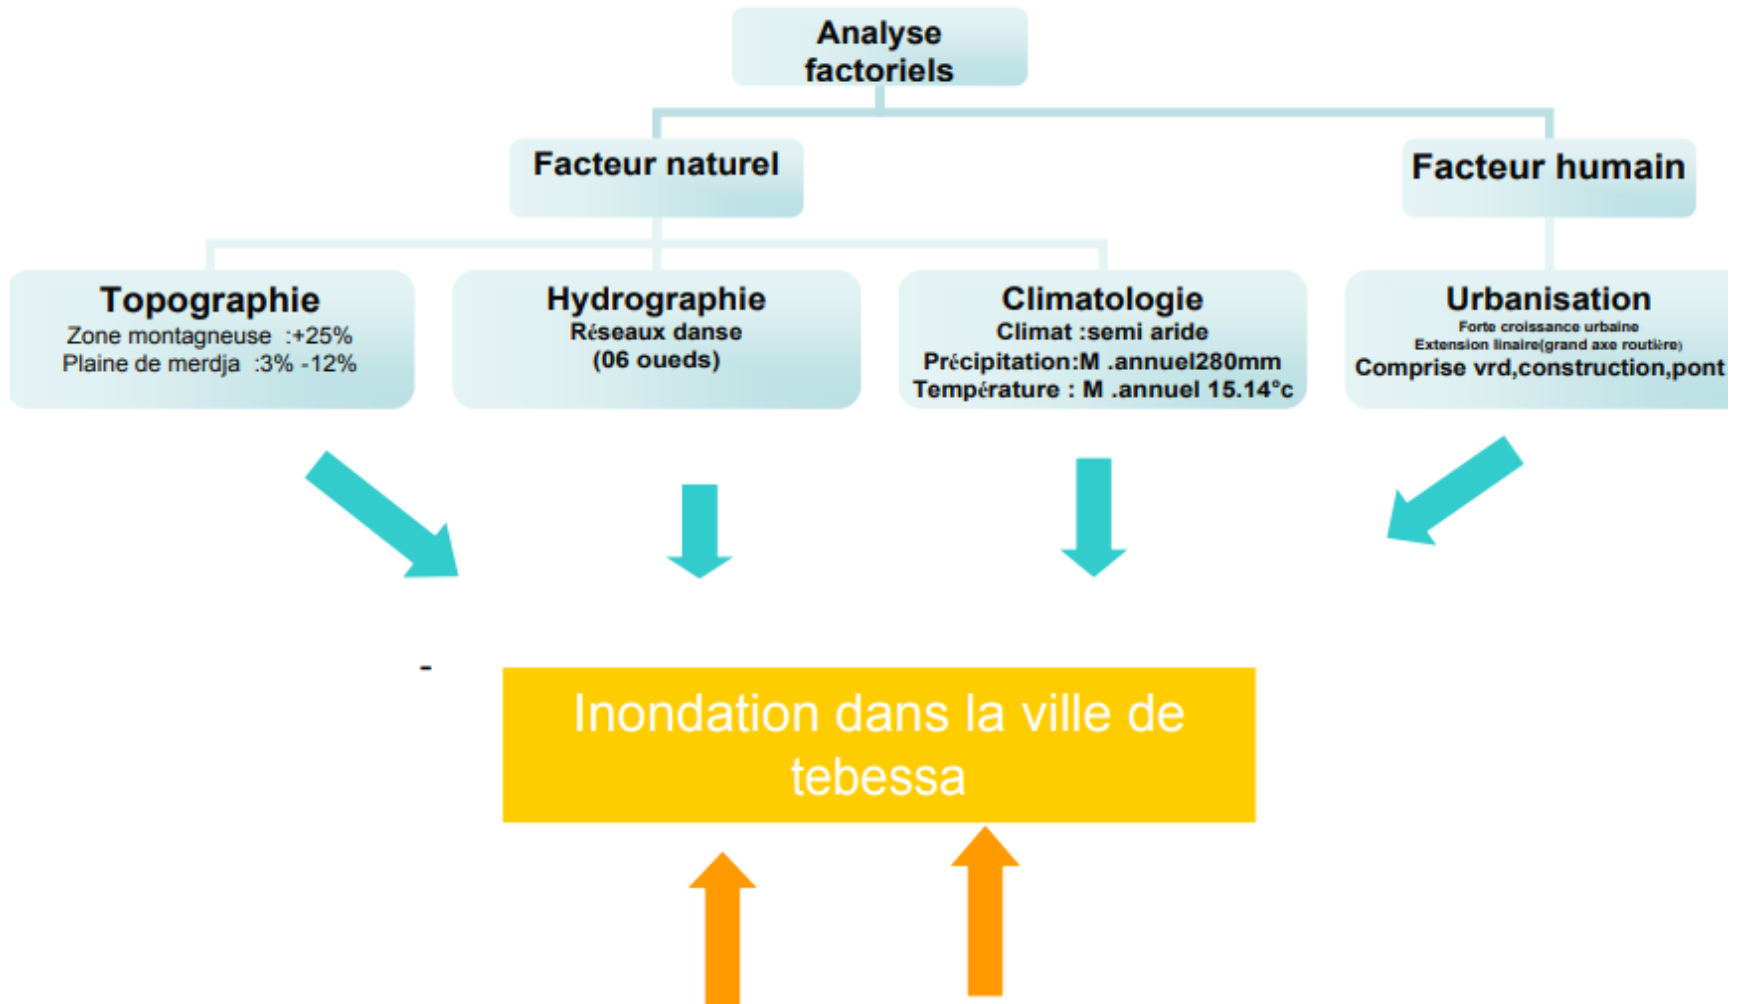 Analyse
factoriels
Facteur naturel
Facteur humain
Topographie
Zone montagneuse :+25%
Plaine de merdja :3% -12%
Hydrographie
Réseaux danse
(06 oueds)
Climatologie
Climat :semi aride
Précipitation:M .annuel280mm
Température : M .annuel 15.14°c
Urbanisation
Forte croissance urbaine
Extension linaire(grand axe routière)
Comprise vrd,construction,pont
-
Inondation dans la ville de
tebessa